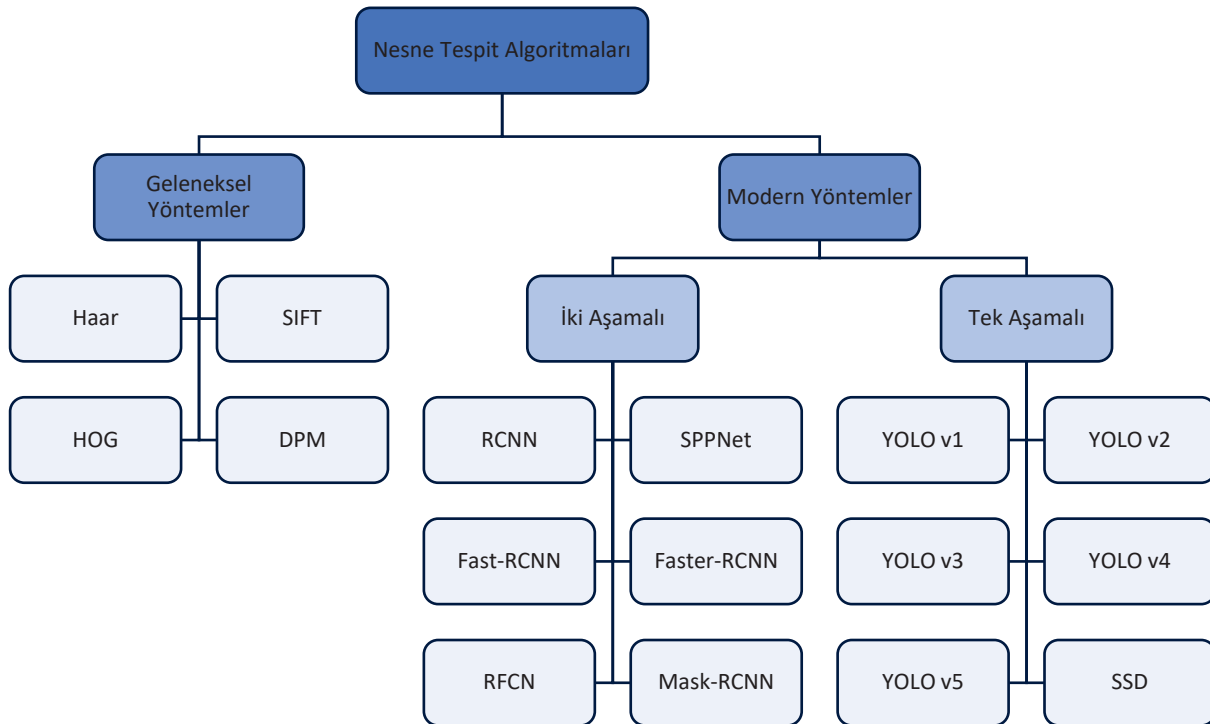 Nesne Tespit Algoritmaları
Geleneksel
Yöntemler
Modern Yöntemler
Haar
SIFT
İki Aşamalı
Tek Aşamalı
HOG
DPM
RCNN
SPPNet
YOLO v1
YOLO v2
Fast-RCNN
Faster-RCNN
YOLO v3
YOLO v4
RFCN
Mask-RCNN
YOLO v5
SSD